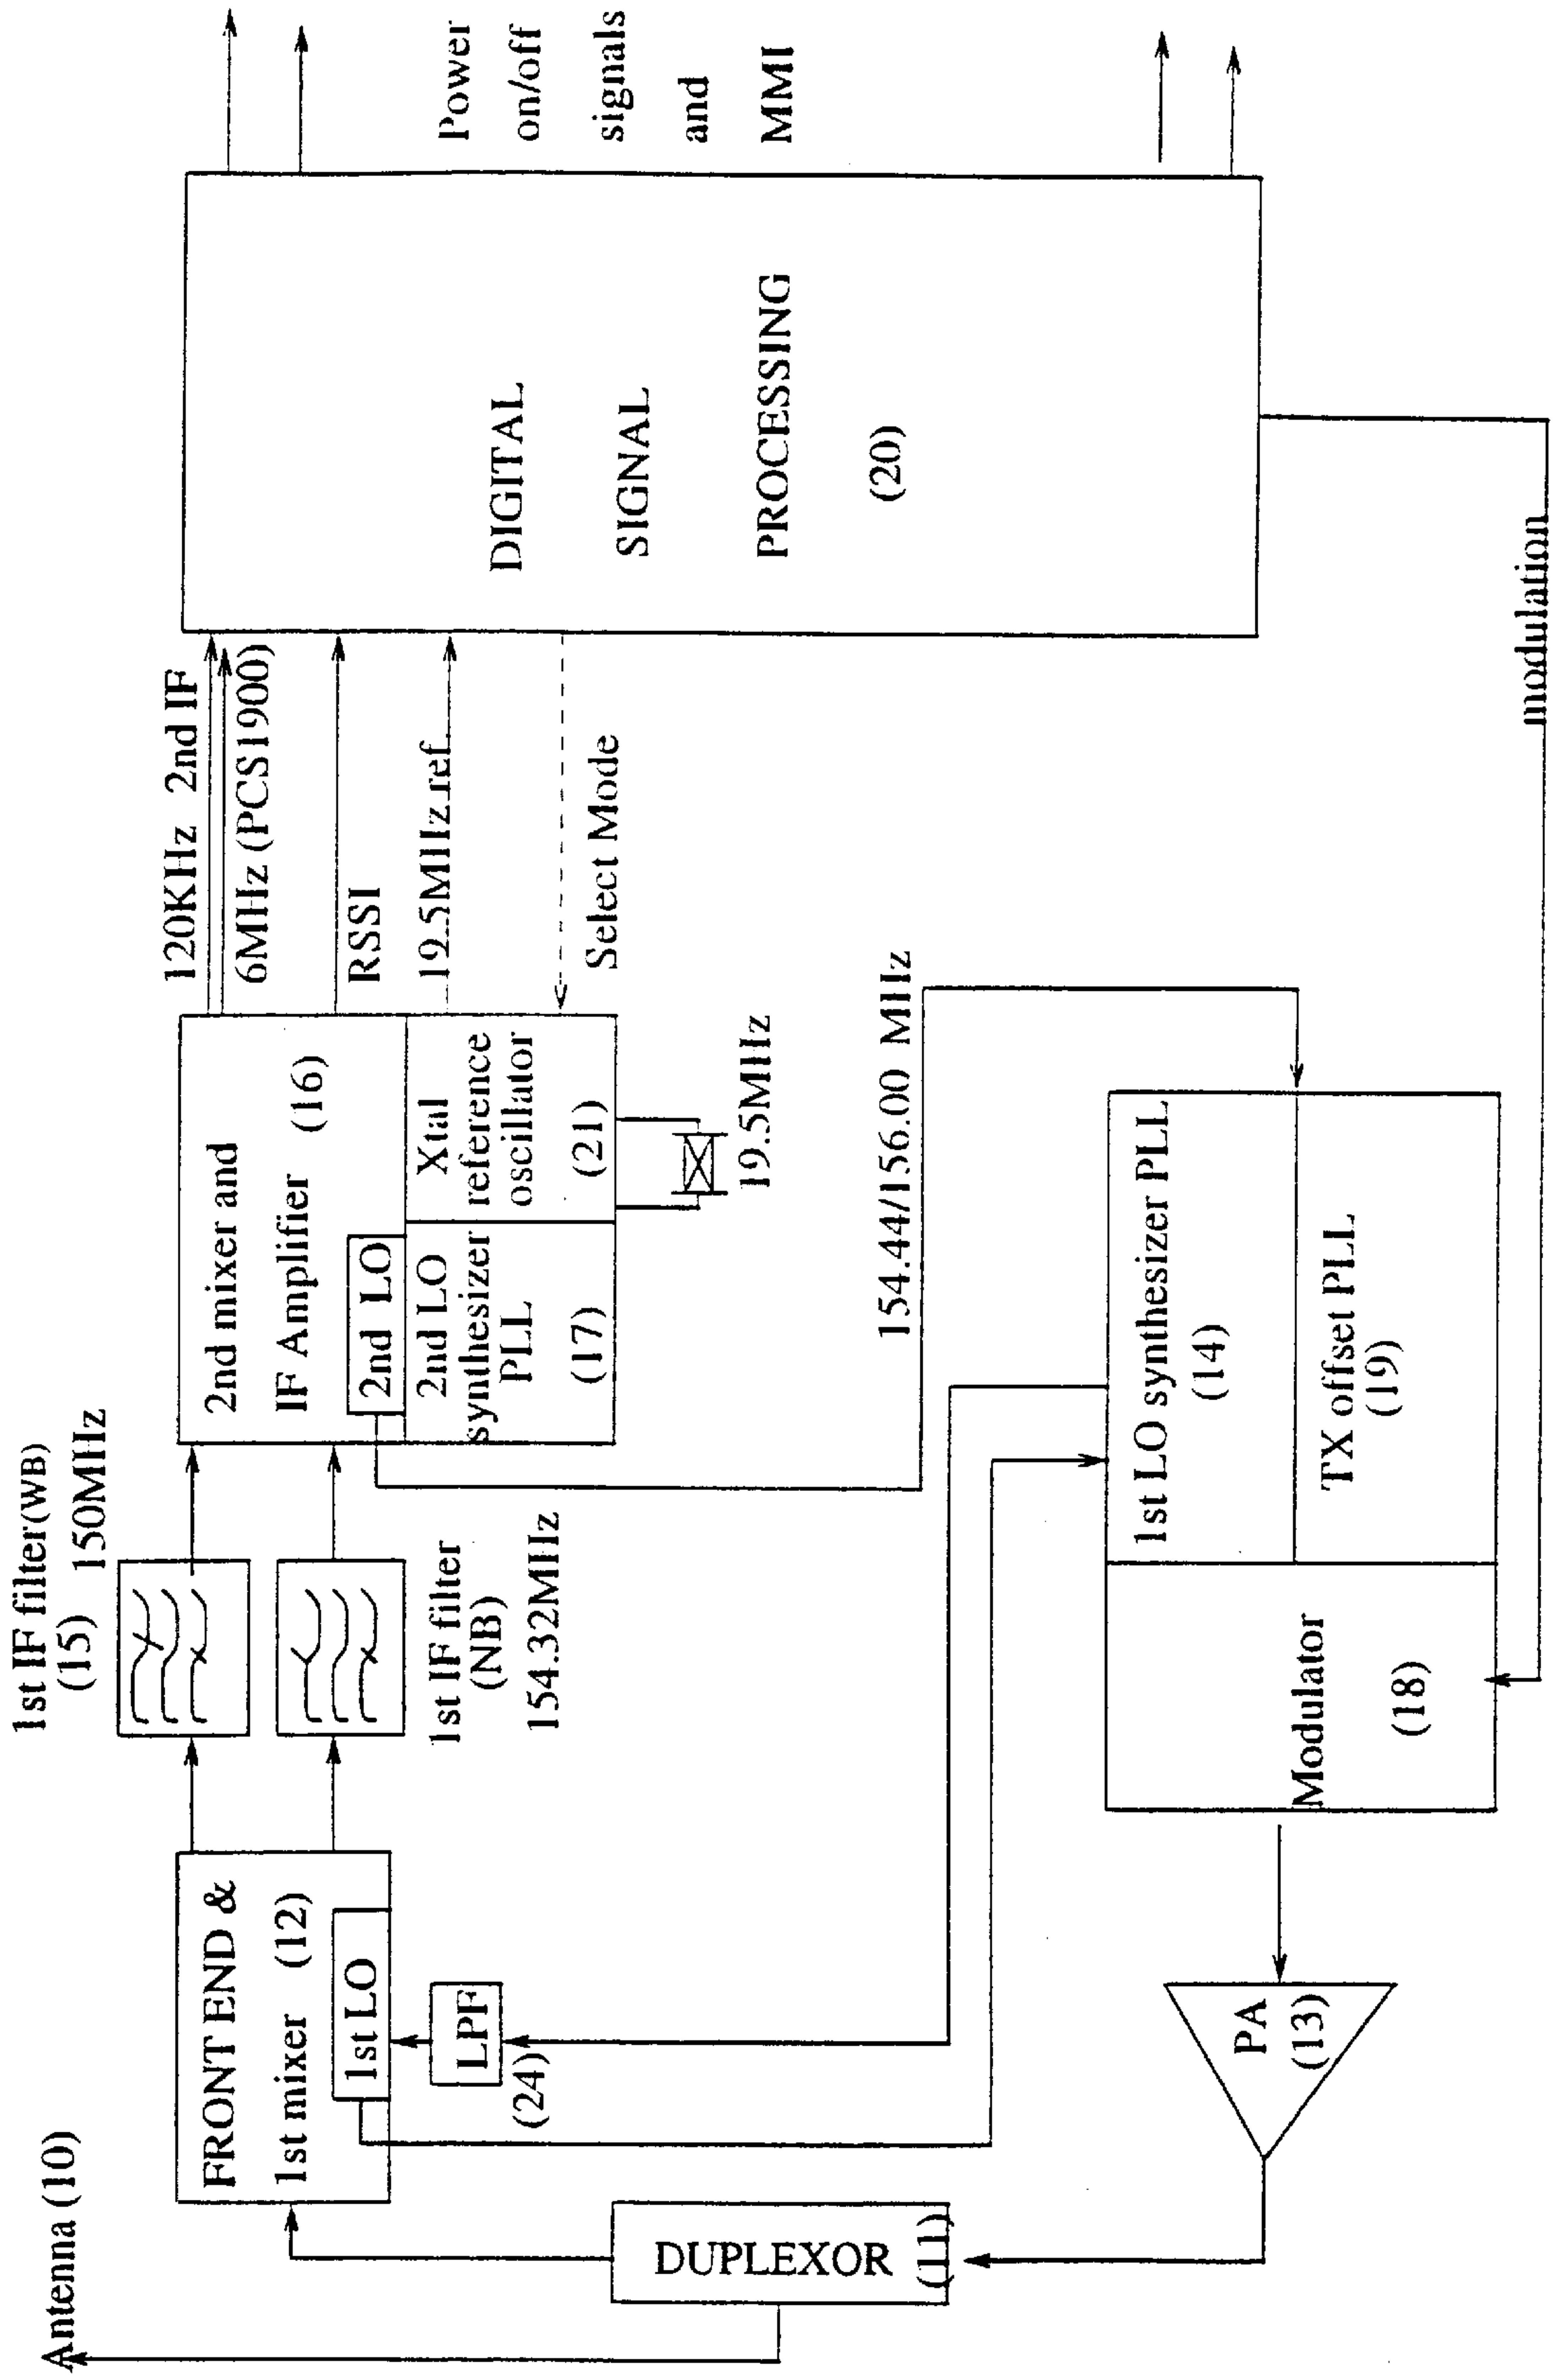 Antenna (10)
DUPLEXOR
(11)
FRONT END &
1st mixer (12)
1st LO
LPF
(24)
1st IF filter(WB)
(15) 150MHz
1st IF filter
(NB)
154.32MHz
2nd mixer and
IF Amplifier (16)
2nd LO
2nd LO
synthesizer
PLL
(17)
Xtal
reference
oscillator
(21)
19.5MHz
120KHz 2nd IF
6MHz (PCS1900)
RSSI
19.5MHz ref
Select Mode
DIGITAL
SIGNAL
PROCESSING
(20)
Power
on/off
signals
and
MMI
154.44/156.00 MHz
1st LO synthesizer PLL
(14)
TX offset PLL
(19)
Modulator
(18)
PA
(13)
modulation